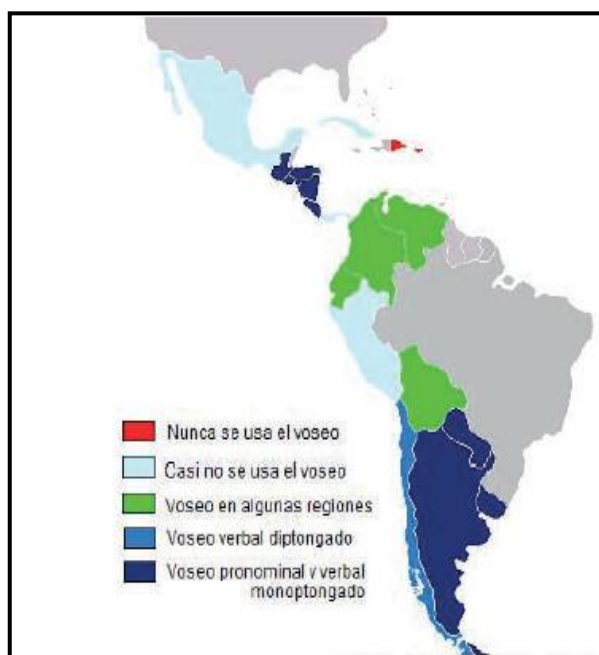 Nunca se usa el voseo
Casi no se usa el voseo
Voseo en algunas regiones
Voseo verbal diptongado
Voseo pronominal y verbal
monoptongado